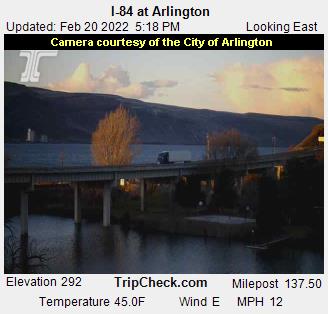 I-84 at Arlington
Updated: Feb 20 2022 5:18 PM Looking East
Camera courtesy of the City of Arlington
Elevation 292 TripCheck.com Milepost 137.50
Temperature 45.0F Wind E MPH 12